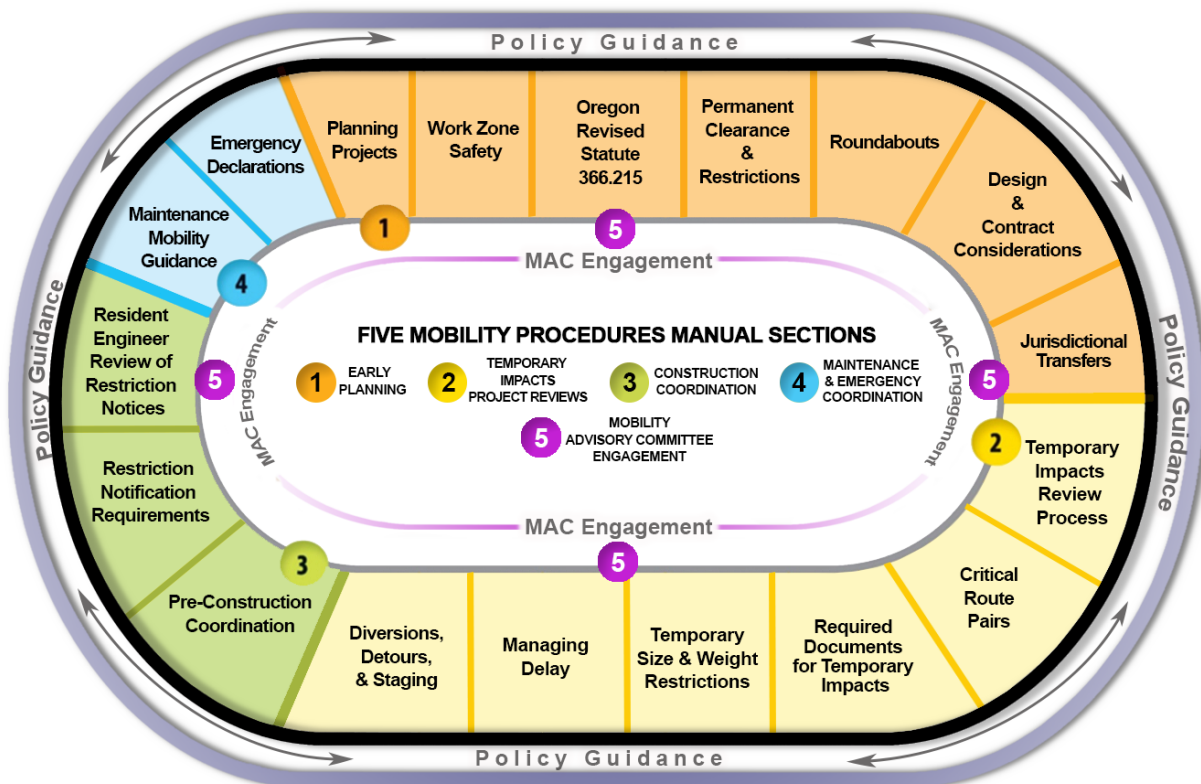 Policy Guidance
Emergency
Declarations
Planning
Projects
Work Zone
Safety
Oregon
Revised
Statute
366.215
Permanent
Clearance
&
Restrictions
Roundabouts
Design
&
Contract
Considerations
Jurisdictional
Transfers
Maintenance
Mobility
Guidance
1
5
4
MAC Engagement
Policy Guidance
Resident
Engineer
Review of
Restriction
Notices
5
MAC Engagement
FIVE MOBILITY PROCEDURES MANUAL SECTIONS
1
EARLY
PLANNING
2
TEMPORARY
IMPACTS
PROJECT REVIEWS
3
CONSTRUCTION
COORDINATION
4
MAINTENANCE
& EMERGENCY
COORDINATION
5
MOBILITY
ADVISORY COMMITTEE
ENGAGEMENT
MAC Engagement
5
2
Policy Guidance
Temporary
Impacts
Review
Process
Critical
Route
Pairs
Restriction
Notification
Requirements
MAC Engagement
5
3
Pre-Construction
Coordination
Diversions,
Detours,
& Staging
Managing
Delay
Temporary
Size & Weight
Restrictions
Required
Documents
for Temporary
Impacts
Policy Guidance